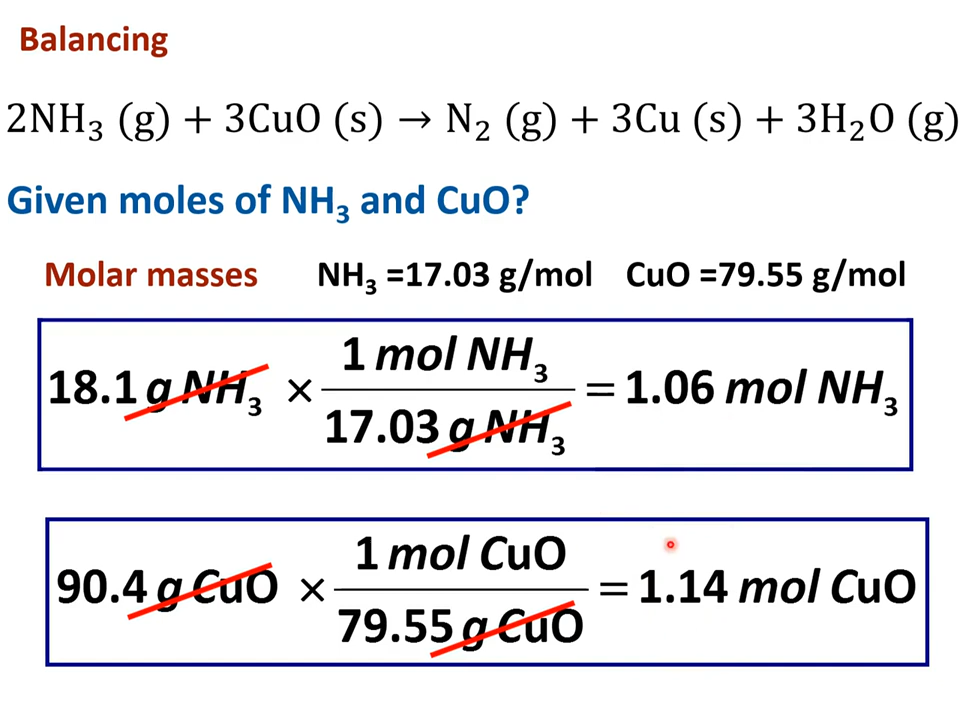 Balancing
2NH₃ (g) + 3CuO (s) → N₂ (g) + 3Cu (s) + 3H₂O (g)
Given moles of NH₃ and CuO?
Molar masses NH₃ =17.03 g/mol CuO =79.55 g/mol
18.1 g NH₃ × 1 mol NH₃ / 17.03 g NH₃ = 1.06 mol NH₃
90.4 g CuO × 1 mol CuO / 79.55 g CuO = 1.14 mol CuO